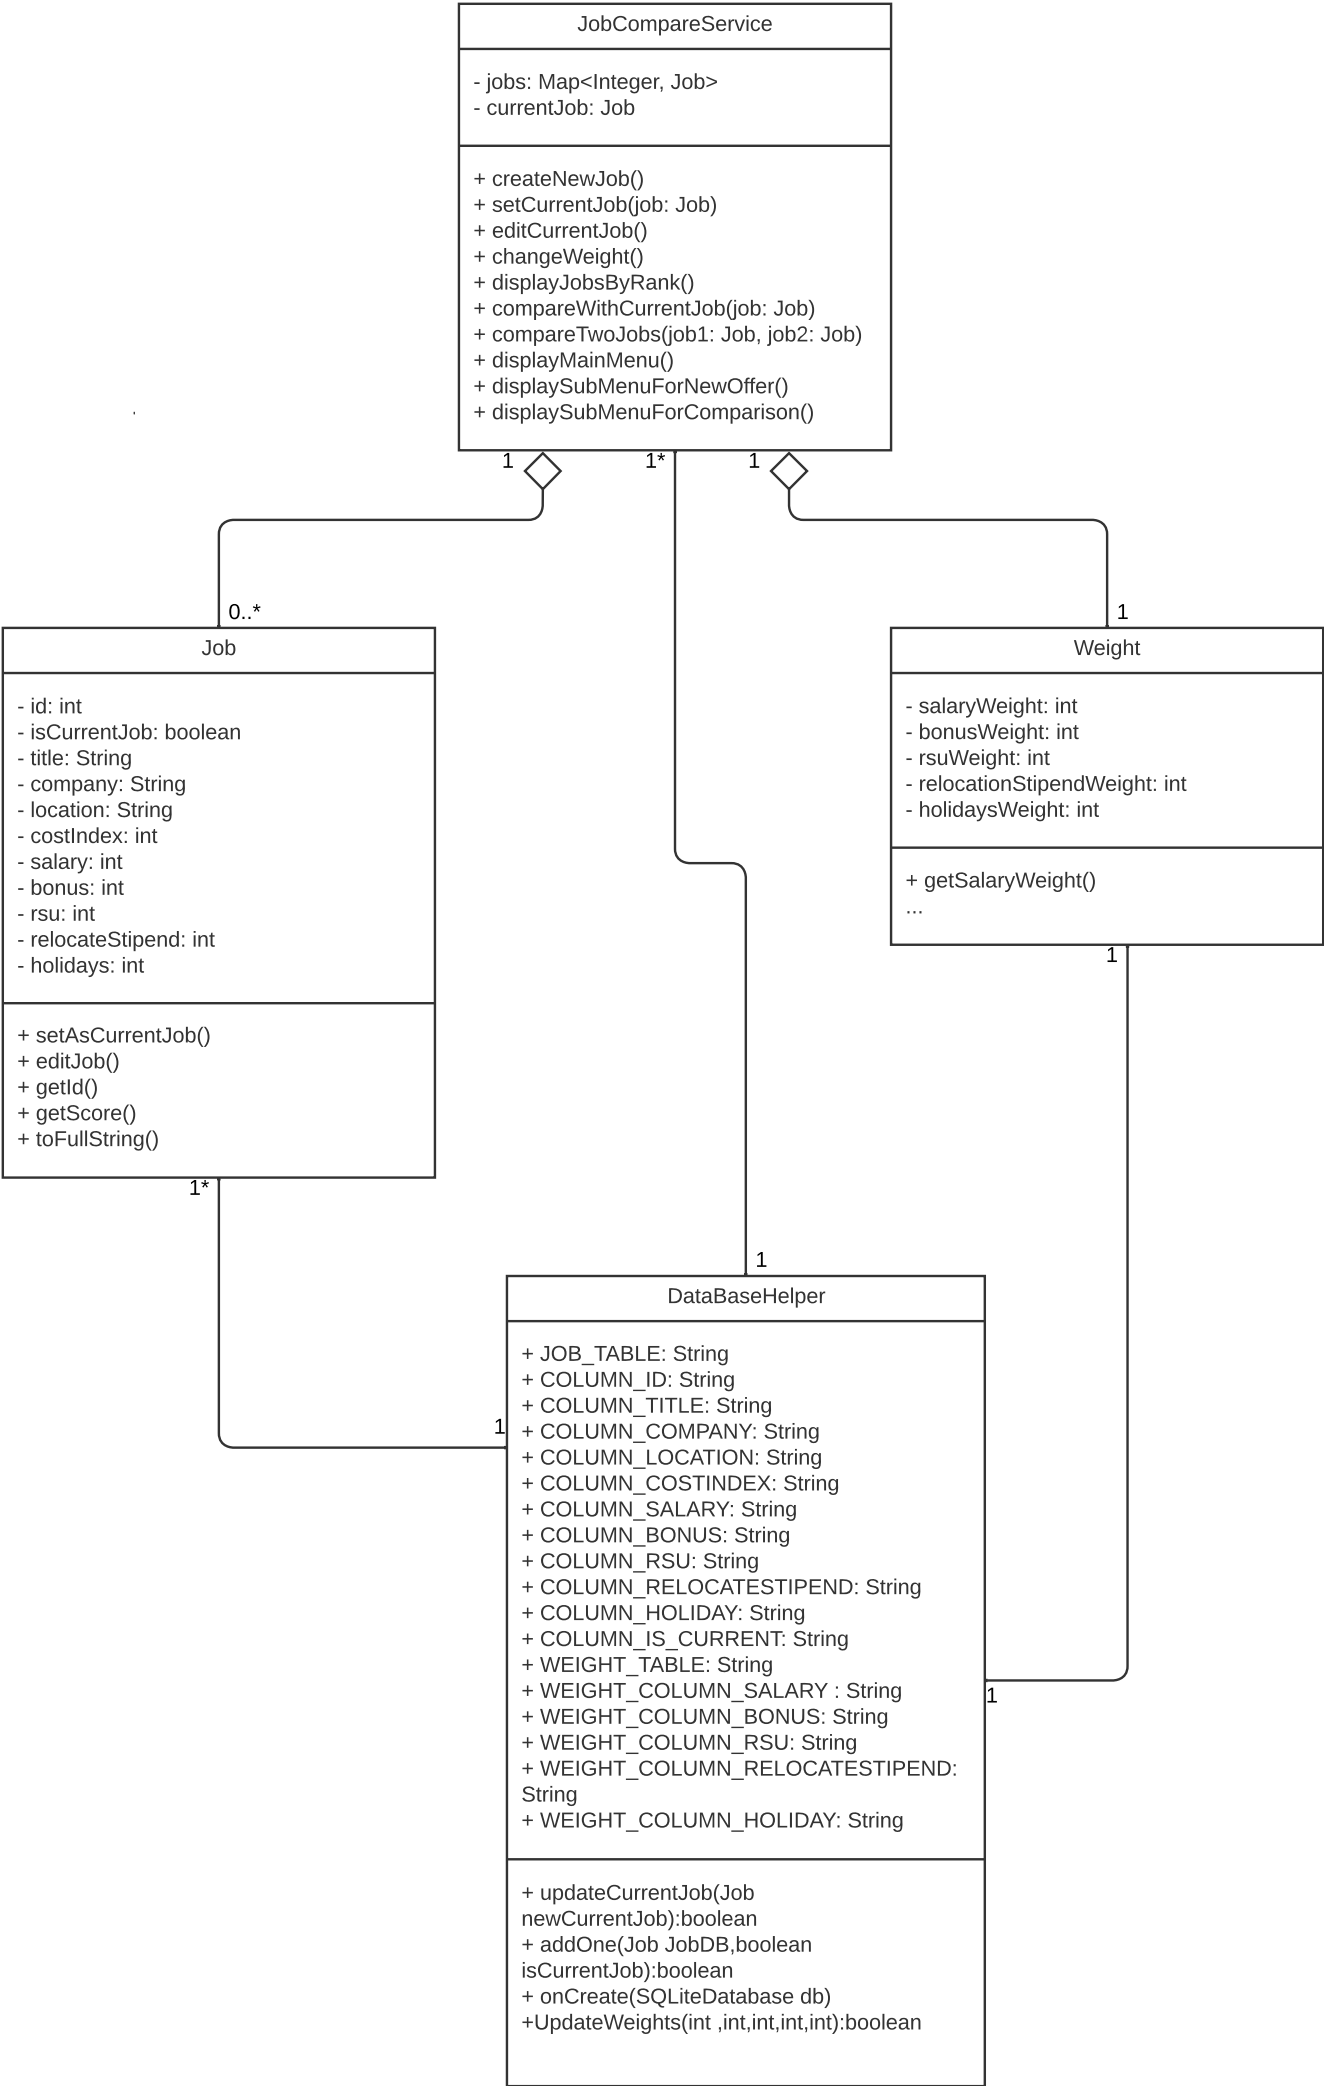 JobCompareService
- jobs: Map<Integer, Job>
- currentJob: Job
+ createNewJob()
+ setCurrentJob(job: Job)
+ editCurrentJob()
+ changeWeight()
+ displayJobsByRank()
+ compareWithCurrentJob(job: Job)
+ compareTwoJobs(job1: Job, job2: Job)
+ displayMainMenu()
+ displaySubMenuForNewOffer()
+ displaySubMenuForComparison()
1
1*
1
0..*
1
Job
- id: int
- isCurrentJob: boolean
- title: String
- company: String
- location: String
- costIndex: int
- salary: int
- bonus: int
- rsu: int
- relocateStipend: int
- holidays: int
+ setAsCurrentJob()
+ editJob()
+ getId()
+ getScore()
+ toFullString()
1*
Weight
- salaryWeight: int
- bonusWeight: int
- rsuWeight: int
- relocationStipendWeight: int
- holidaysWeight: int
+ getSalaryWeight()
...
1
1
DataBaseHelper
+ JOB_TABLE: String
+ COLUMN_ID: String
+ COLUMN_TITLE: String
+ COLUMN_COMPANY: String
+ COLUMN_LOCATION: String
+ COLUMN_COSTINDEX: String
+ COLUMN_SALARY: String
+ COLUMN_BONUS: String
+ COLUMN_RSU: String
+ COLUMN_RELOCATESTIPEND: String
+ COLUMN_HOLIDAY: String
+ COLUMN_IS_CURRENT: String
+ WEIGHT_TABLE: String
+ WEIGHT_COLUMN_SALARY : String
+ WEIGHT_COLUMN_BONUS: String
+ WEIGHT_COLUMN_RSU: String
+ WEIGHT_COLUMN_RELOCATESTIPEND:
String
+ WEIGHT_COLUMN_HOLIDAY: String
+ updateCurrentJob(Job
newCurrentJob):boolean
+ addOne(Job JobDB,boolean
isCurrentJob):boolean
+ onCreate(SQLiteDatabase db)
+UpdateWeights(int ,int,int,int,int):boolean
1
1